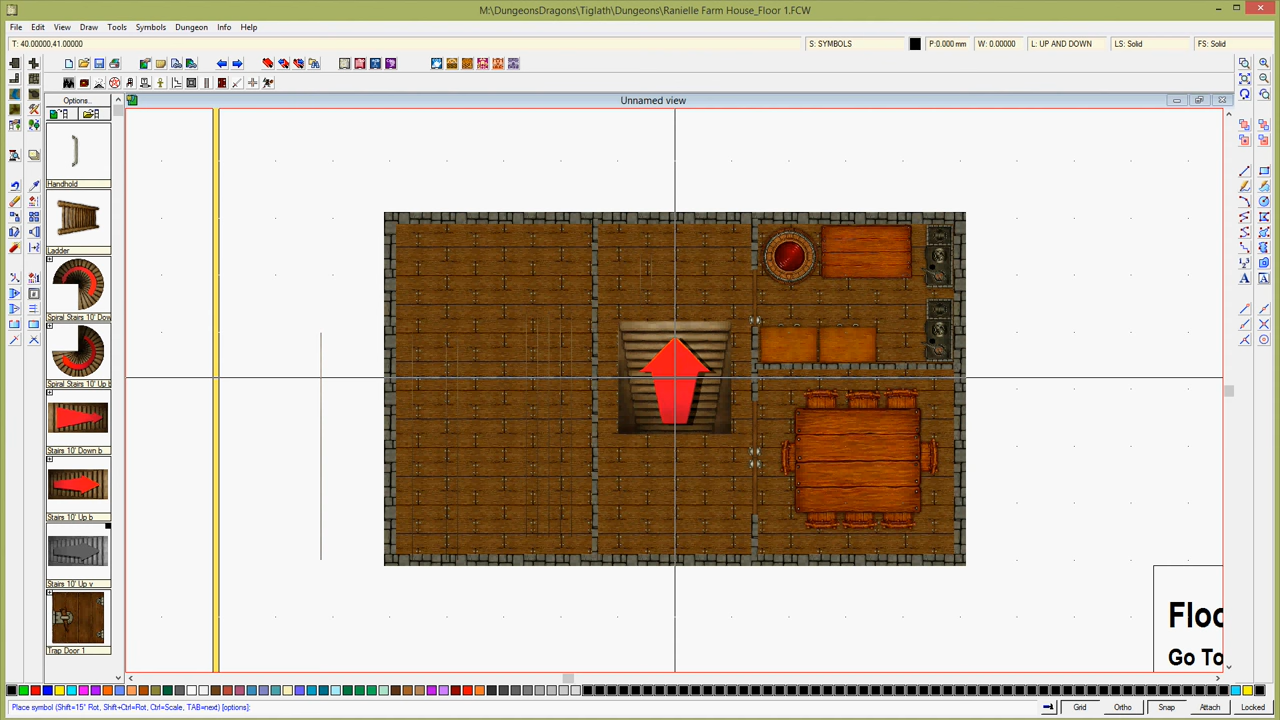 M:\DungeonsDragons\Tiglath\Dungeons\Ranielle Farm House_Floor 1.FCW
File Edit View Draw Tools Symbols Dungeon Info Help
T: 40.00000,41.00000 S: SYMBOLS P:0.000 mm W: 0.00000 L: UP AND DOWN LS: Solid FS: Solid
Options..
Unnamed view
Handhold
Ladder
Spiral Stairs 10' Dow
Spiral Stairs 10' Up b
Stairs 10' Down b
Stairs 10' Up b
Stairs 10' Up v
Trap Door 1
Floo
Go To
Place symbol (Shift=15° Rot, Shift+Ctrl=Rot, Ctrl=Scale, TAB=next) [options]:
Grid Ortho Snap Attach Locked